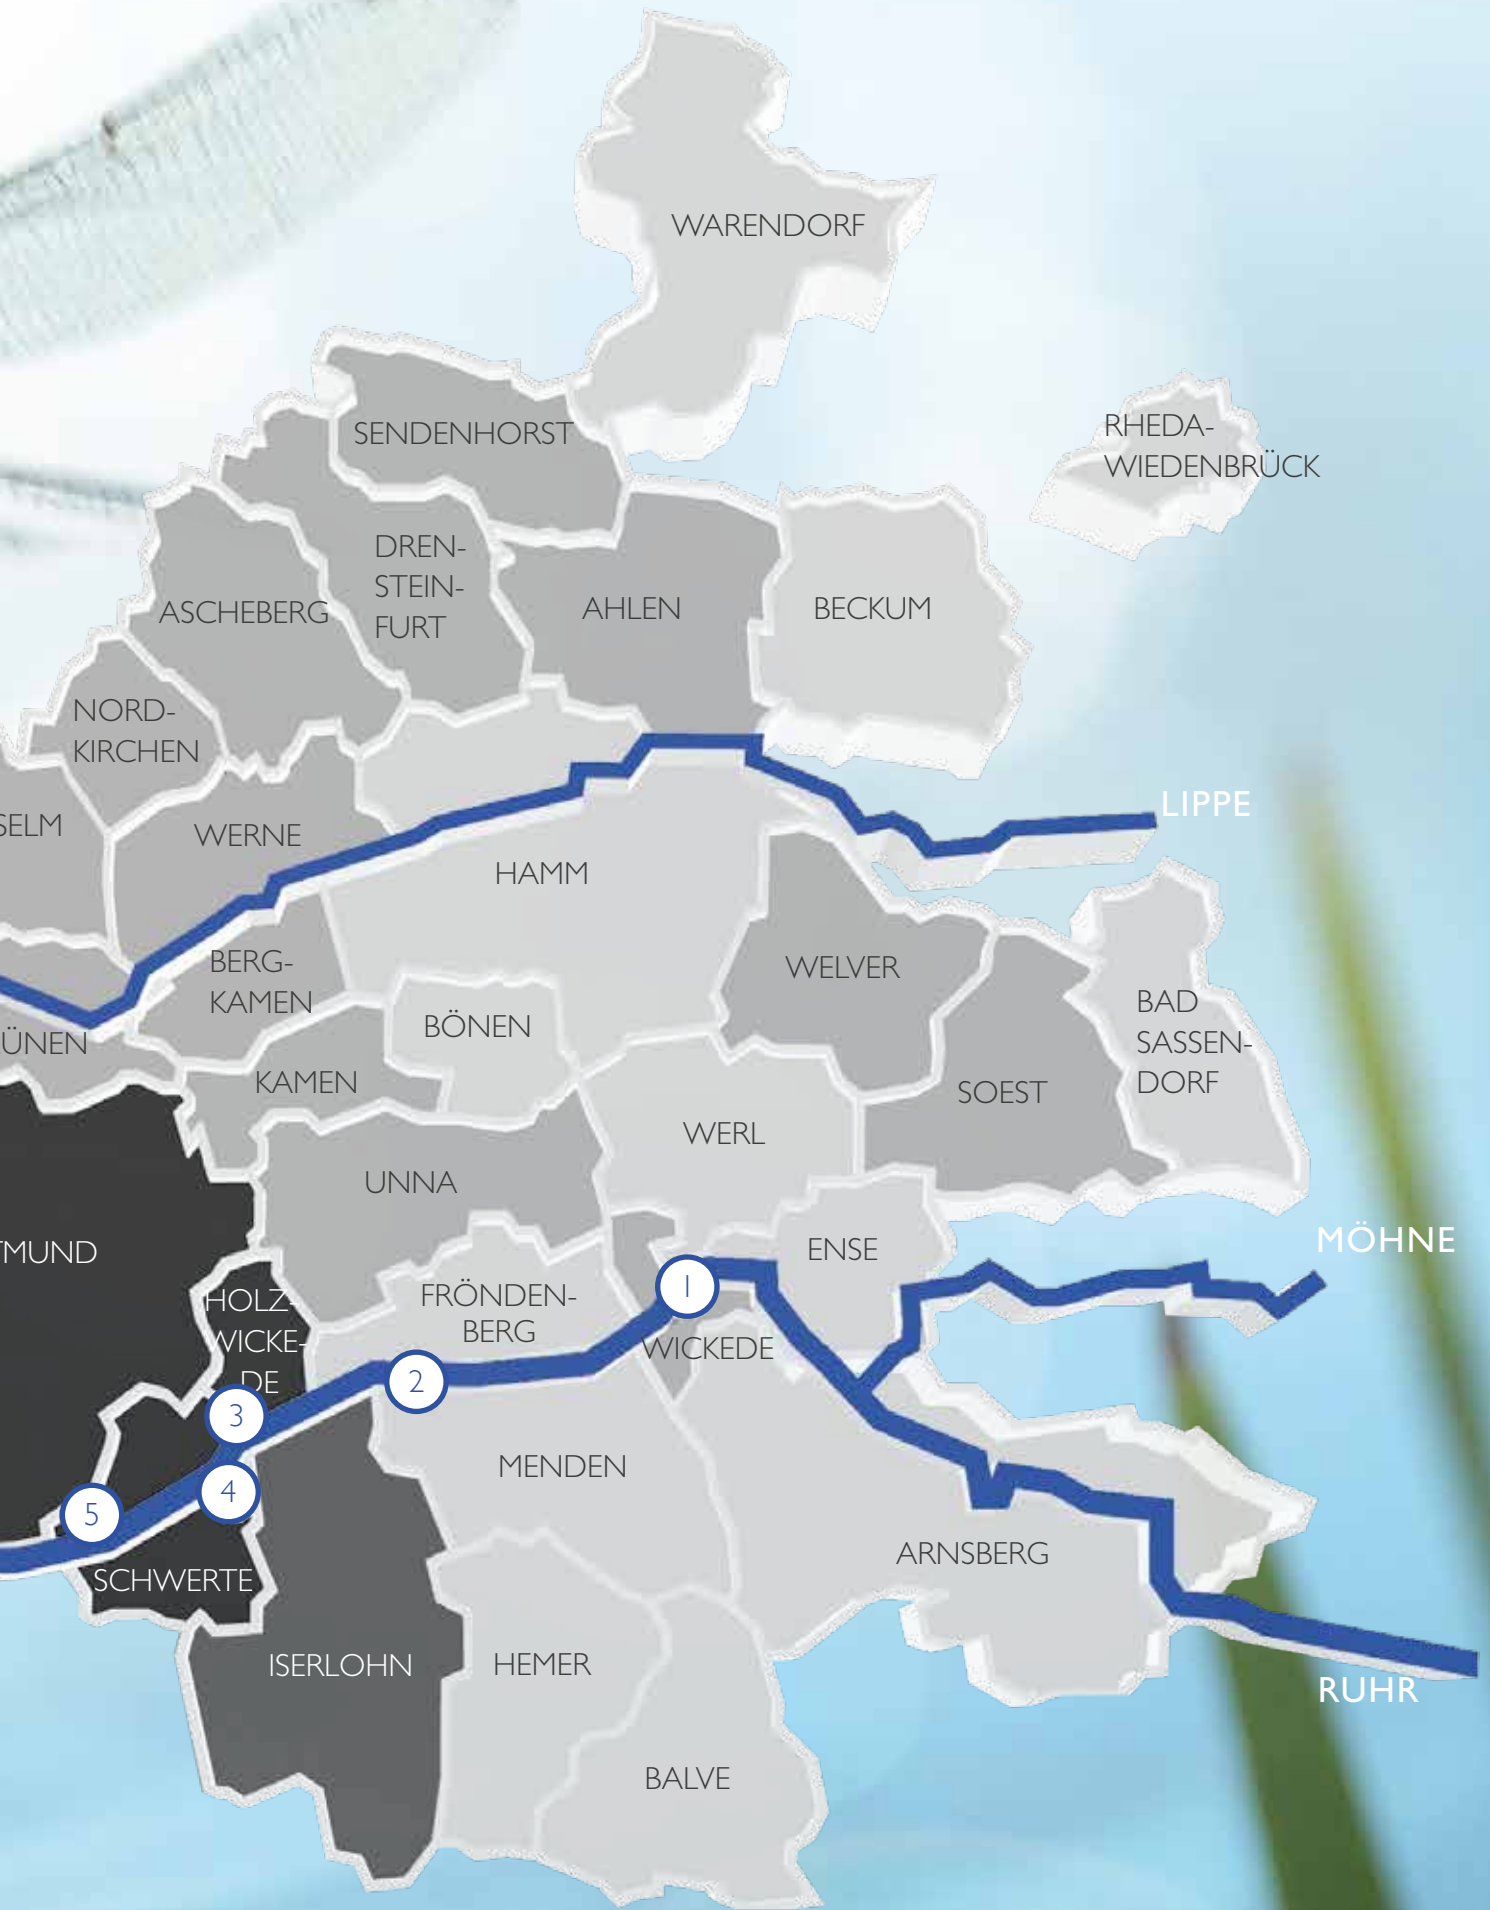 WARENDORF
RHEDA-
WIEDENBRÜCK
SENDENHORST
DREN-
STEIN-
FURT
ASCHEBERG
AHLEN
BECKUM
NORD-
KIRCHEN
SELM
WERNE
LIPPE
HAMM
BERG-
KAMEN
WELVER
BÖNEN
BAD
SASSEN-
DORF
ÜNEN
KAMEN
SOEST
WERL
UNNA
MÖHNE
TMUND
ENSE
HOLZ-
WICKE-
DE
FRÖNDEN-
BERG
1
WICKEDE
2
3
MENDEN
4
5
ARNSBERG
SCHWERTE
ISERLOHN
HEMER
RUHR
BALVE